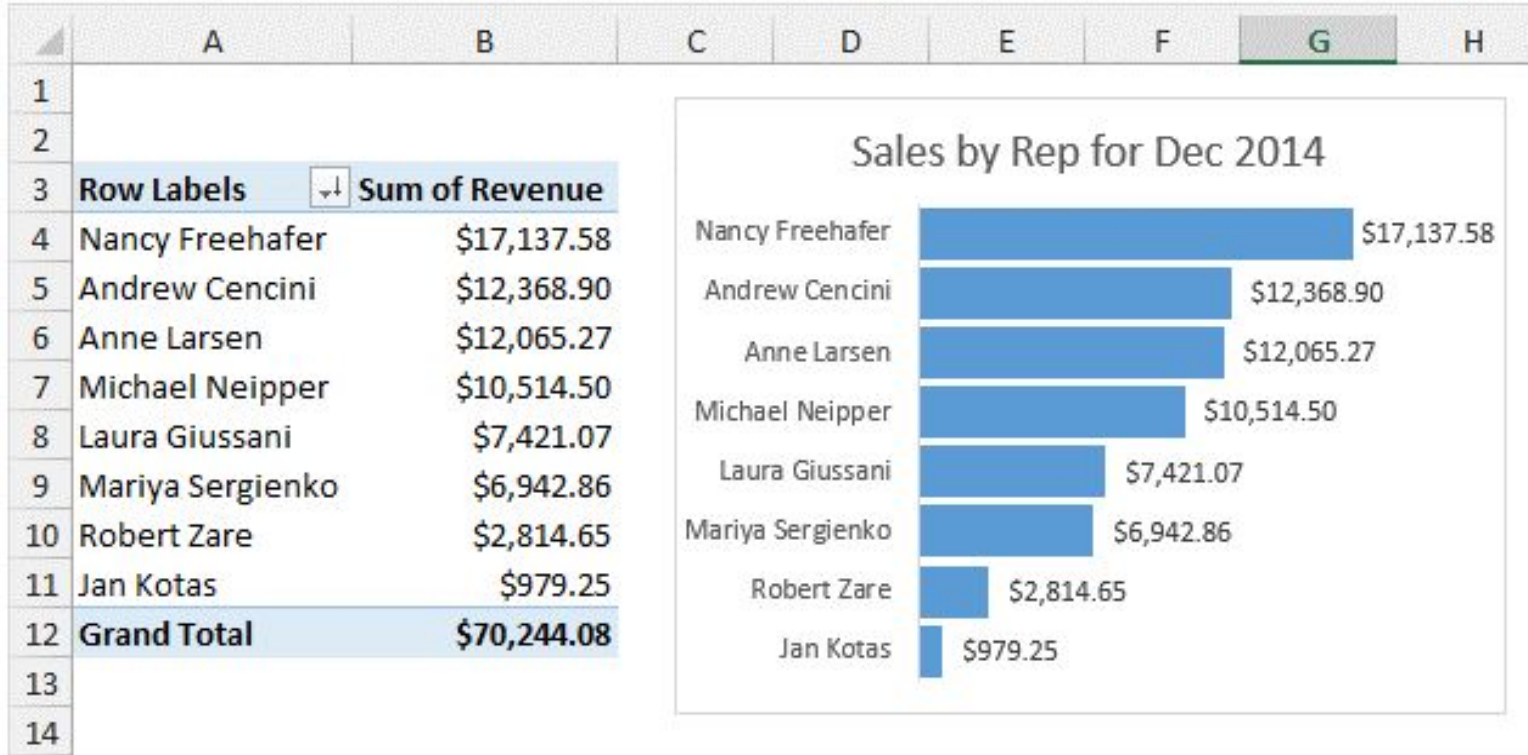 A B C D E F G H
1
2
3 Row Labels Sum of Revenue
4 Nancy Freehafer $17,137.58
5 Andrew Cencini $12,368.90
6 Anne Larsen $12,065.27
7 Michael Neipper $10,514.50
8 Laura Giussani $7,421.07
9 Mariya Sergienko $6,942.86
10 Robert Zare $2,814.65
11 Jan Kotas $979.25
12 Grand Total $70,244.08
13
14
Sales by Rep for Dec 2014
Nancy Freehafer $17,137.58
Andrew Cencini $12,368.90
Anne Larsen $12,065.27
Michael Neipper $10,514.50
Laura Giussani $7,421.07
Mariya Sergienko $6,942.86
Robert Zare $2,814.65
Jan Kotas $979.25